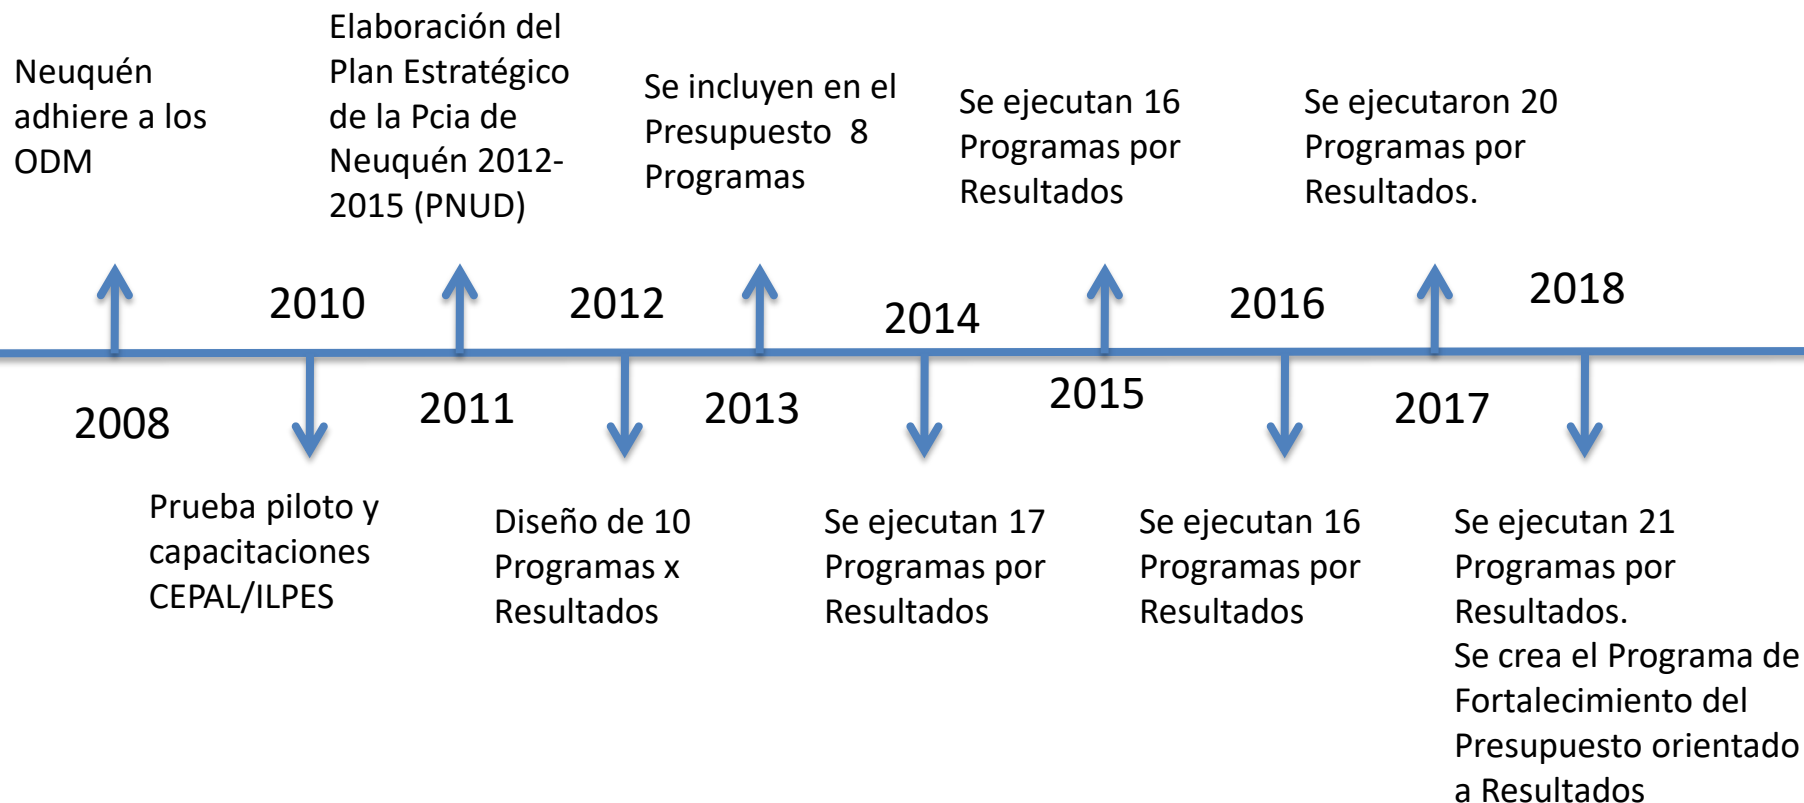 Neuquén
adhiere a los
ODM
Elaboración del
Plan Estratégico
de la Pcia de
Neuquén 2012-
2015 (PNUD)
Se incluyen en el
Presupuesto 8
Programas
Se ejecutan 16
Programas por
Resultados
Se ejecutaron 20
Programas por
Resultados.
2010
2012
2014
2016
2018
2008
2011
2013
2015
2017
Prueba piloto y
capacitaciones
CEPAL/ILPES
Diseño de 10
Programas x
Resultados
Se ejecutan 17
Programas por
Resultados
Se ejecutan 16
Programas por
Resultados
Se ejecutan 21
Programas por
Resultados.
Se crea el Programa de
Fortalecimiento del
Presupuesto orientado
a Resultados